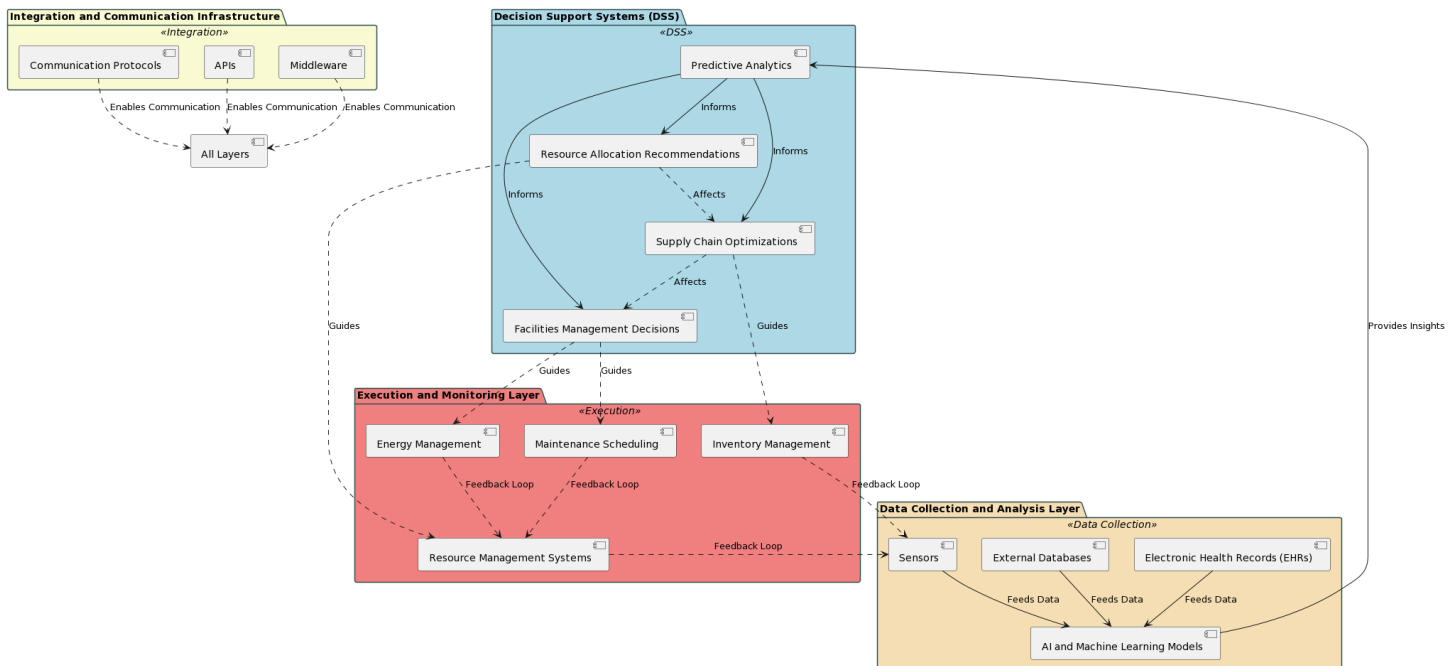 Integration and Communication Infrastructure
«Integration»
Communication Protocols
APIs
Middleware
Enables Communication
Enables Communication
Enables Communication
All Layers
Decision Support Systems (DSS)
«DSS»
Predictive Analytics
Informs
Resource Allocation Recommendations
Informs
Informs
Affects
Supply Chain Optimizations
Affects
Facilities Management Decisions
Guides
Guides
Provides Insights
Guides
Guides
Execution and Monitoring Layer
«Execution»
Energy Management
Maintenance Scheduling
Inventory Management
Feedback Loop
Feedback Loop
Feedback Loop
Resource Management Systems
Feedback Loop
Data Collection and Analysis Layer
«Data Collection»
Sensors
External Databases
Electronic Health Records (EHRs)
Feeds Data
Feeds Data
Feeds Data
AI and Machine Learning Models